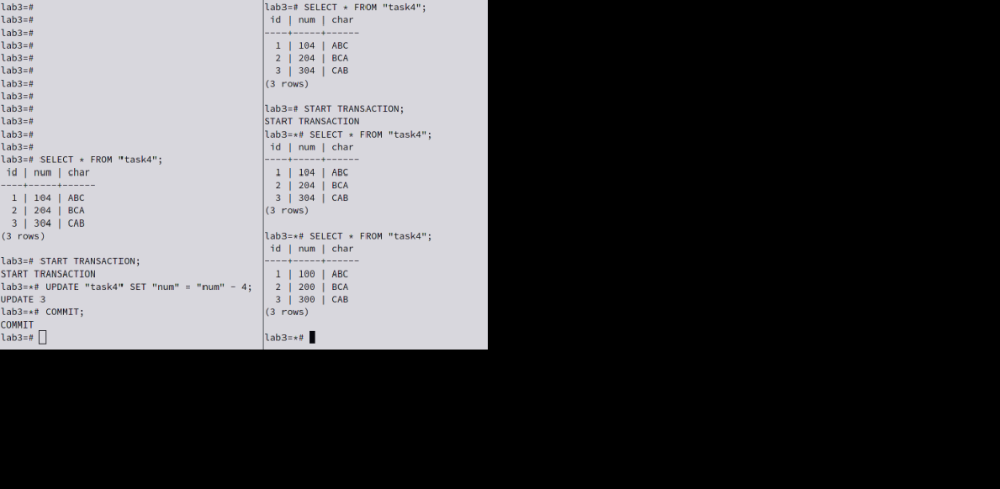 lab3=#
lab3=#
lab3=#
lab3=#
lab3=#
lab3=#
lab3=#
lab3=#
lab3=#
lab3=#
lab3=#
lab3=#
lab3=# SELECT * FROM "task4";
 id | num | char
----+-----+------
  1 | 104 | ABC
  2 | 204 | BCA
  3 | 304 | CAB
(3 rows)

lab3=# START TRANSACTION;
START TRANSACTION
lab3=*# UPDATE "task4" SET "num" = "num" - 4;
UPDATE 3
lab3=*# COMMIT;
COMMIT
lab3=#
lab3=# SELECT * FROM "task4";
 id | num | char
----+-----+------
  1 | 104 | ABC
  2 | 204 | BCA
  3 | 304 | CAB
(3 rows)

lab3=# START TRANSACTION;
START TRANSACTION
lab3=*# SELECT * FROM "task4";
 id | num | char
----+-----+------
  1 | 104 | ABC
  2 | 204 | BCA
  3 | 304 | CAB
(3 rows)

lab3=*# SELECT * FROM "task4";
 id | num | char
----+-----+------
  1 | 100 | ABC
  2 | 200 | BCA
  3 | 300 | CAB
(3 rows)

lab3=*#